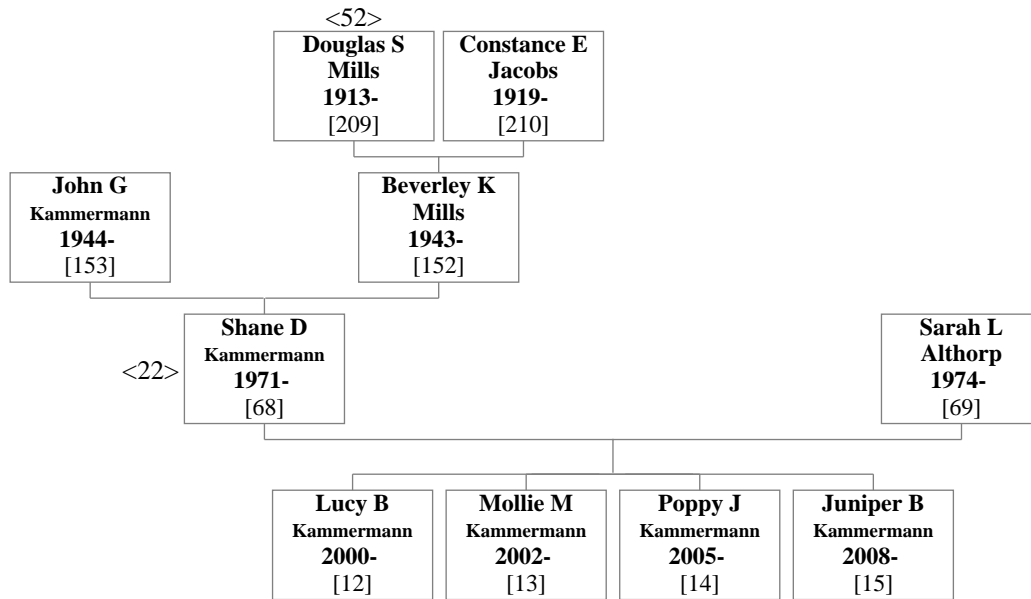 <52>
Douglas S
Mills
1913-
[209]
Constance E
Jacobs
1919-
[210]
John G
Kammermann
1944-
[153]
Beverley K
Mills
1943-
[152]
<22>
Shane D
Kammermann
1971-
[68]
Sarah L
Althorp
1974-
[69]
Lucy B
Kammermann
2000-
[12]
Mollie M
Kammermann
2002-
[13]
Poppy J
Kammermann
2005-
[14]
Juniper B
Kammermann
2008-
[15]